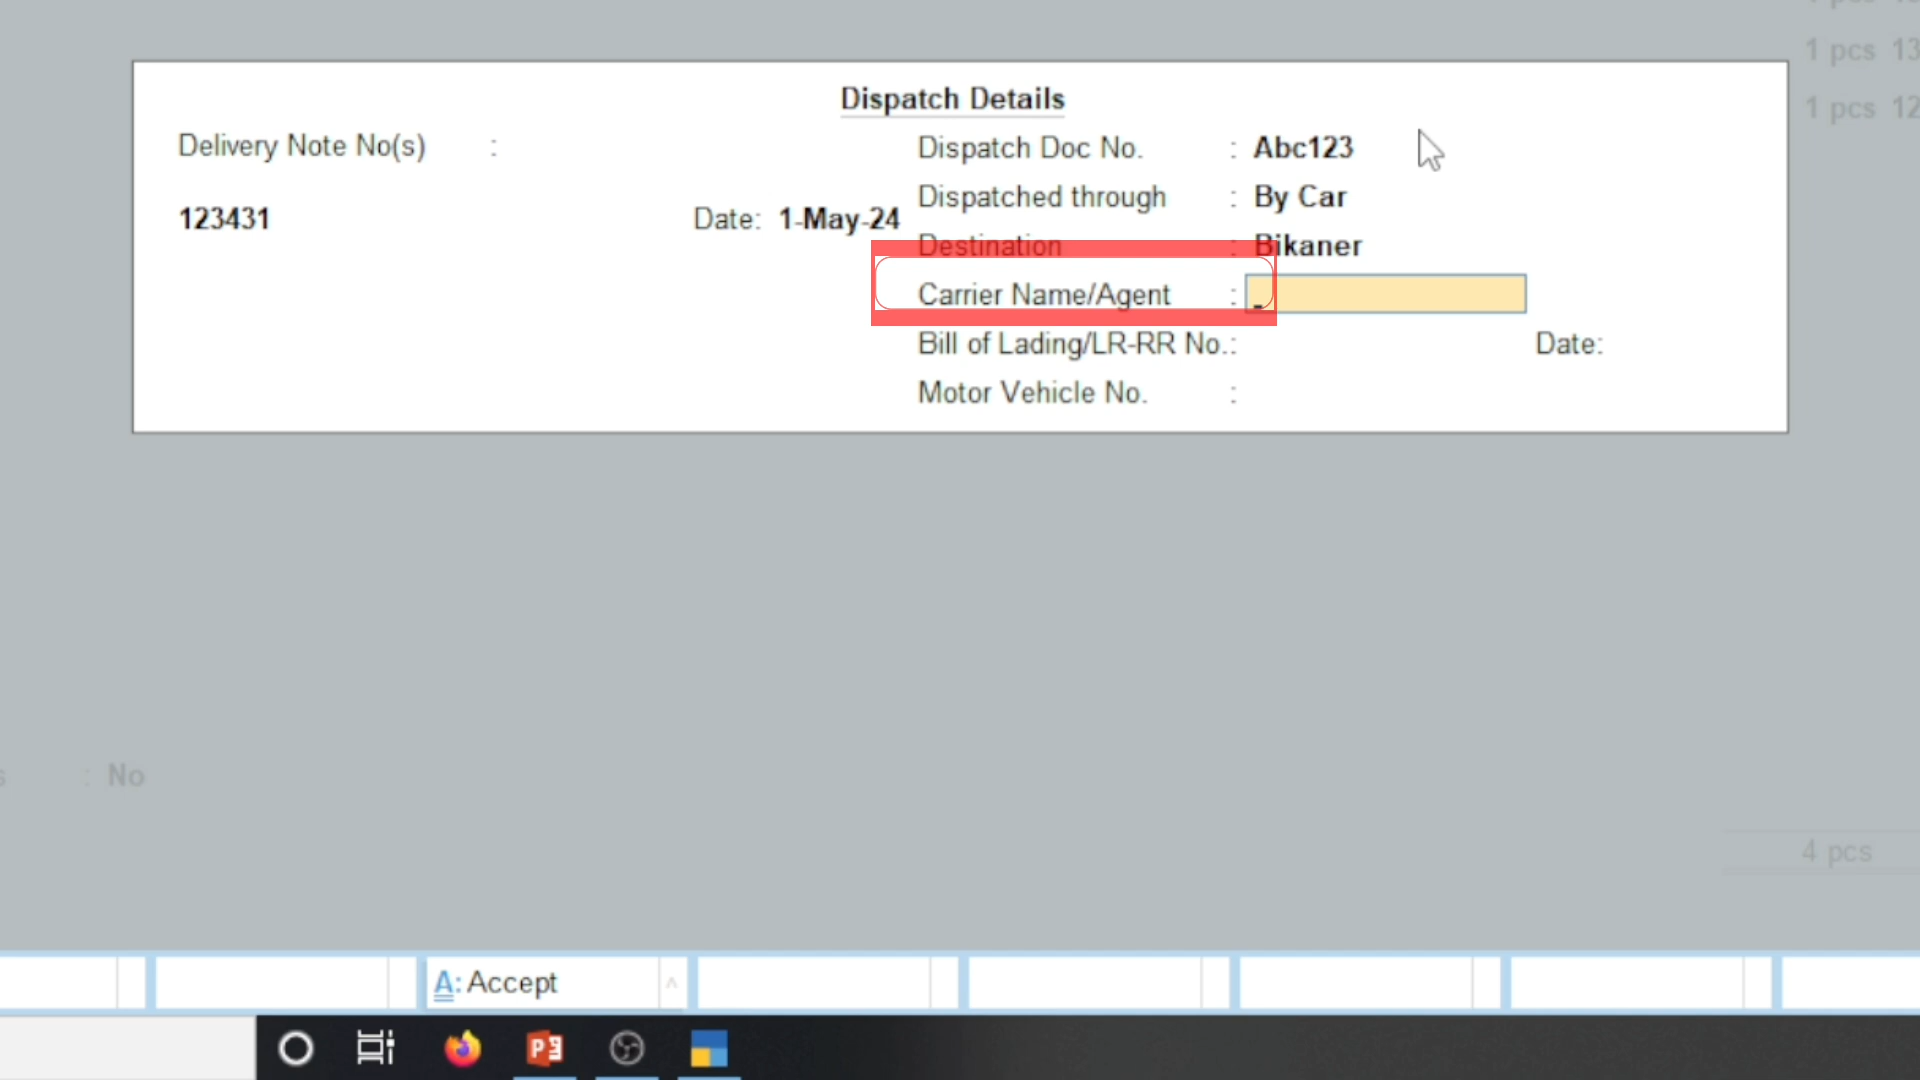 1 pcs 13
1 pcs 12
Dispatch Details
Delivery Note No(s) :
123431
Date: 1-May-24
Dispatch Doc No. : Abc123
Dispatched through : By Car
Destination : Bikaner
Carrier Name/Agent :
Bill of Lading/LR-RR No.: Date:
Motor Vehicle No. :
s : No
4 pcs
A: Accept